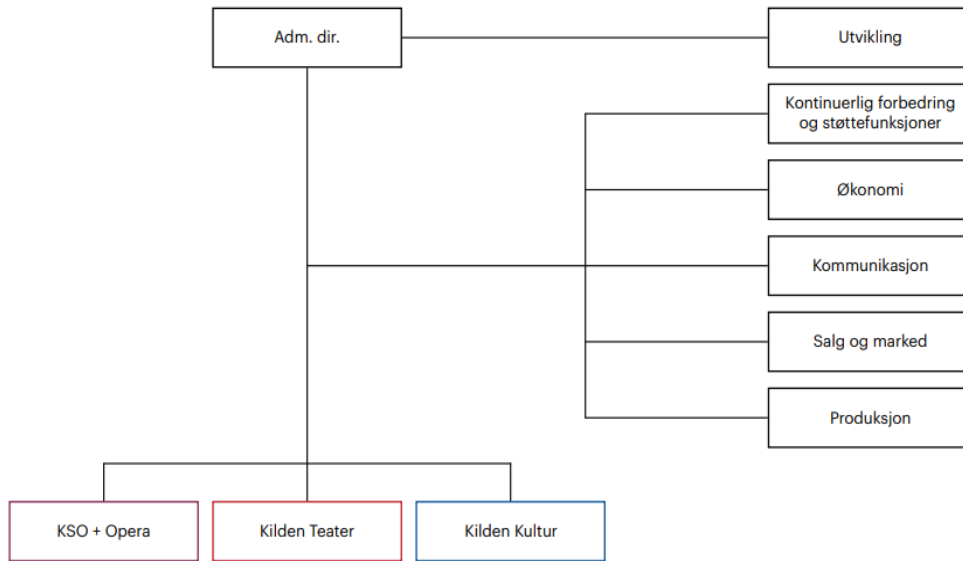 Adm. dir.
Utvikling
Kontinuerlig forbedring
og støttefunksjoner
Økonomi
Kommunikasjon
Salg og marked
Produksjon
KSO + Opera
Kilden Teater
Kilden Kultur